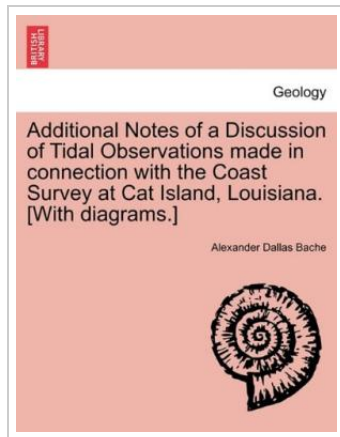 BRITISH
LIBRARY
Geology
Additional Notes of a Discussion
of Tidal Observations made in
connection with the Coast
Survey at Cat Island, Louisiana.
[With diagrams.]
Alexander Dallas Bache